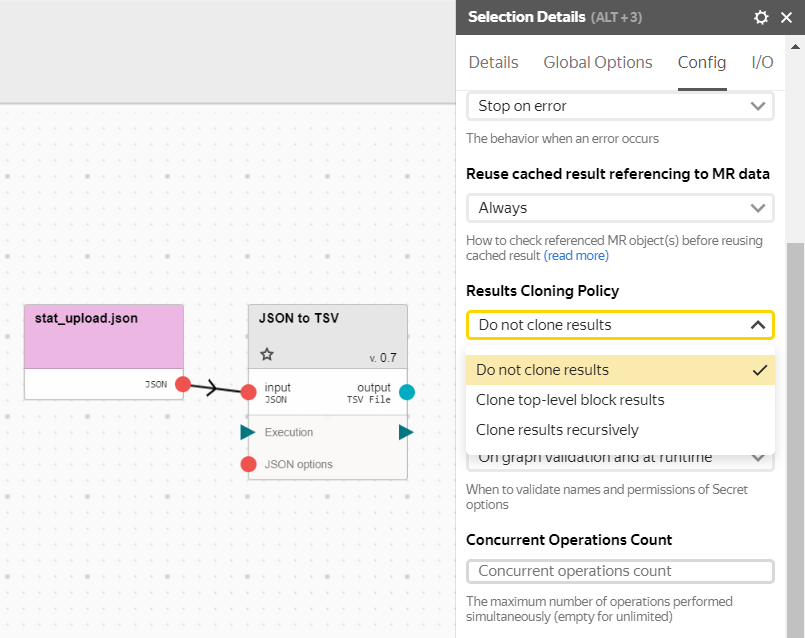 Selection Details (ALT+3)
Details Global Options Config I/O
Stop on error
The behavior when an error occurs
Reuse cached result referencing to MR data
Always
How to check referenced MR object(s) before reusing
cached result (read more)
Results Cloning Policy
Do not clone results
Do not clone results
Clone top-level block results
Clone results recursively
On graph validation and at runtime
When to validate names and permissions of Secret
options
Concurrent Operations Count
Concurrent operations count
The maximum number of operations performed
simultaneously (empty for unlimited)
stat_upload.json
JSON
JSON to TSV
v. 0.7
input output
JSON TSV File
Execution
JSON options